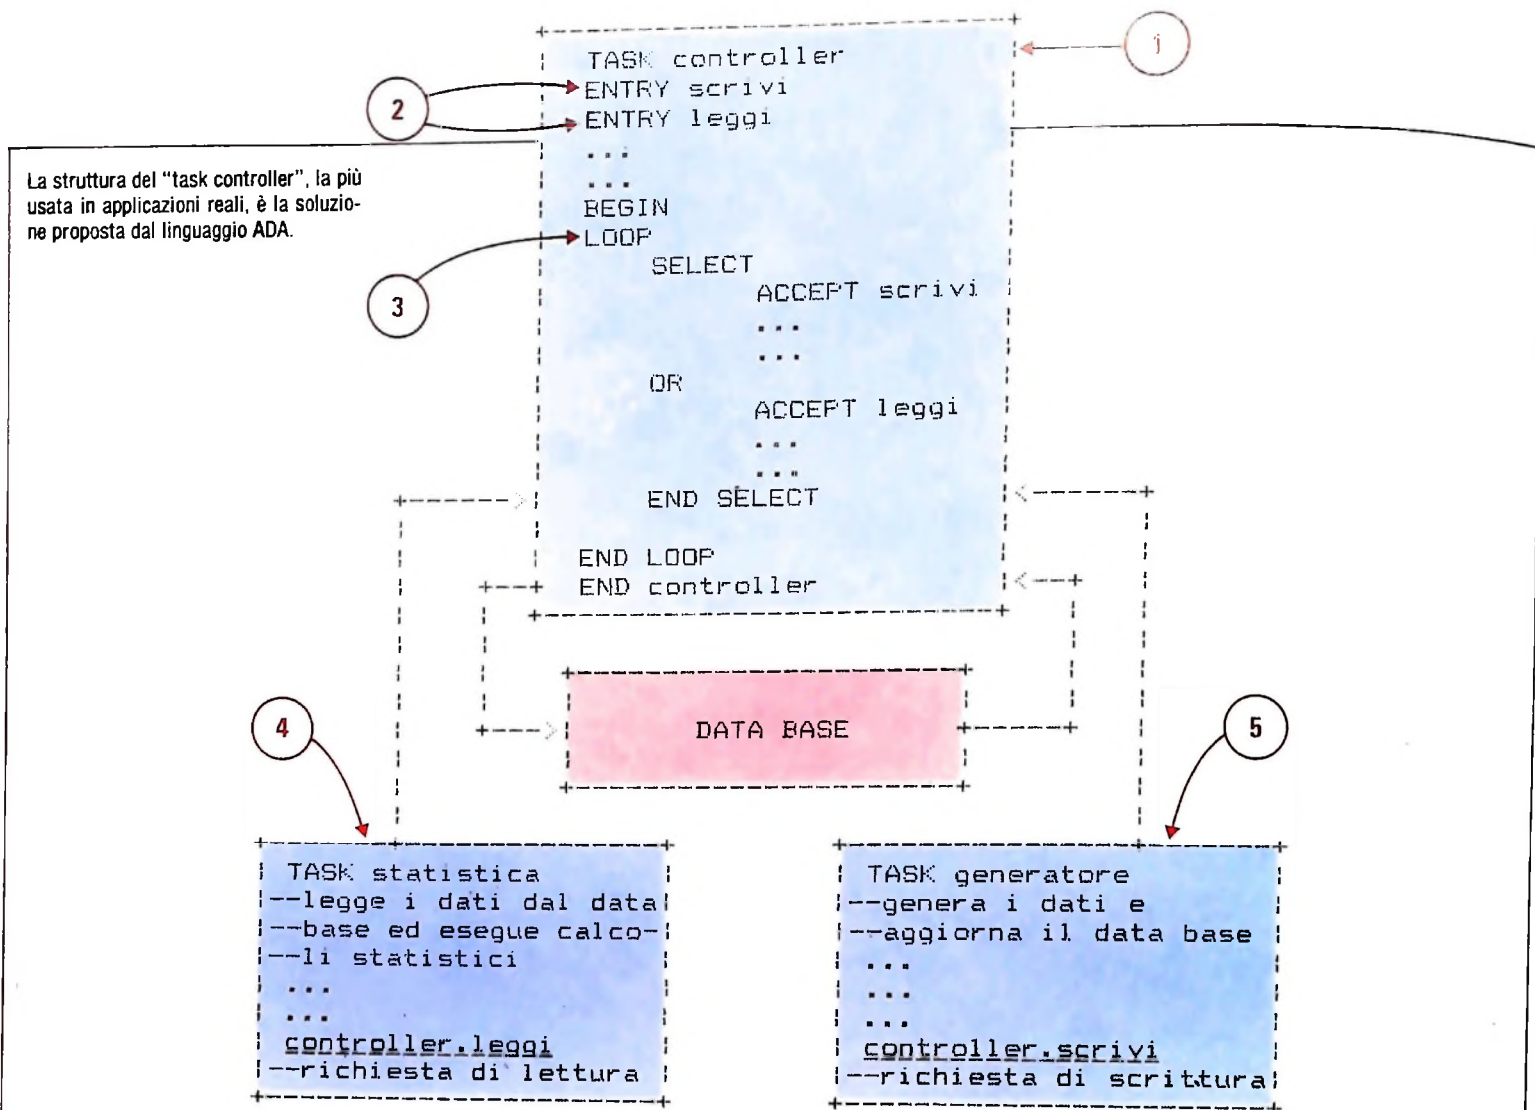 TASK controller
ENTRY scrivi
ENTRY leggi
...
...
BEGIN
LOOP
SELECT
ACCEPT scrivi
...
...
OR
ACCEPT leggi
...
...
END SELECT
END LOOP
END controller
1
2
3
La struttura del "task controller", la più
usata in applicazioni reali, è la soluzio-
ne proposta dal linguaggio ADA.
DATA BASE
4
5
TASK statistica
--legge i dati dal data
--base ed esegue calco-
--li statistici
...
...
controller.leggi
--richiesta di lettura
TASK generatore
--genera i dati e
--aggiorna il data base
...
...
...
controller.scrivi
--richiesta di scrittura